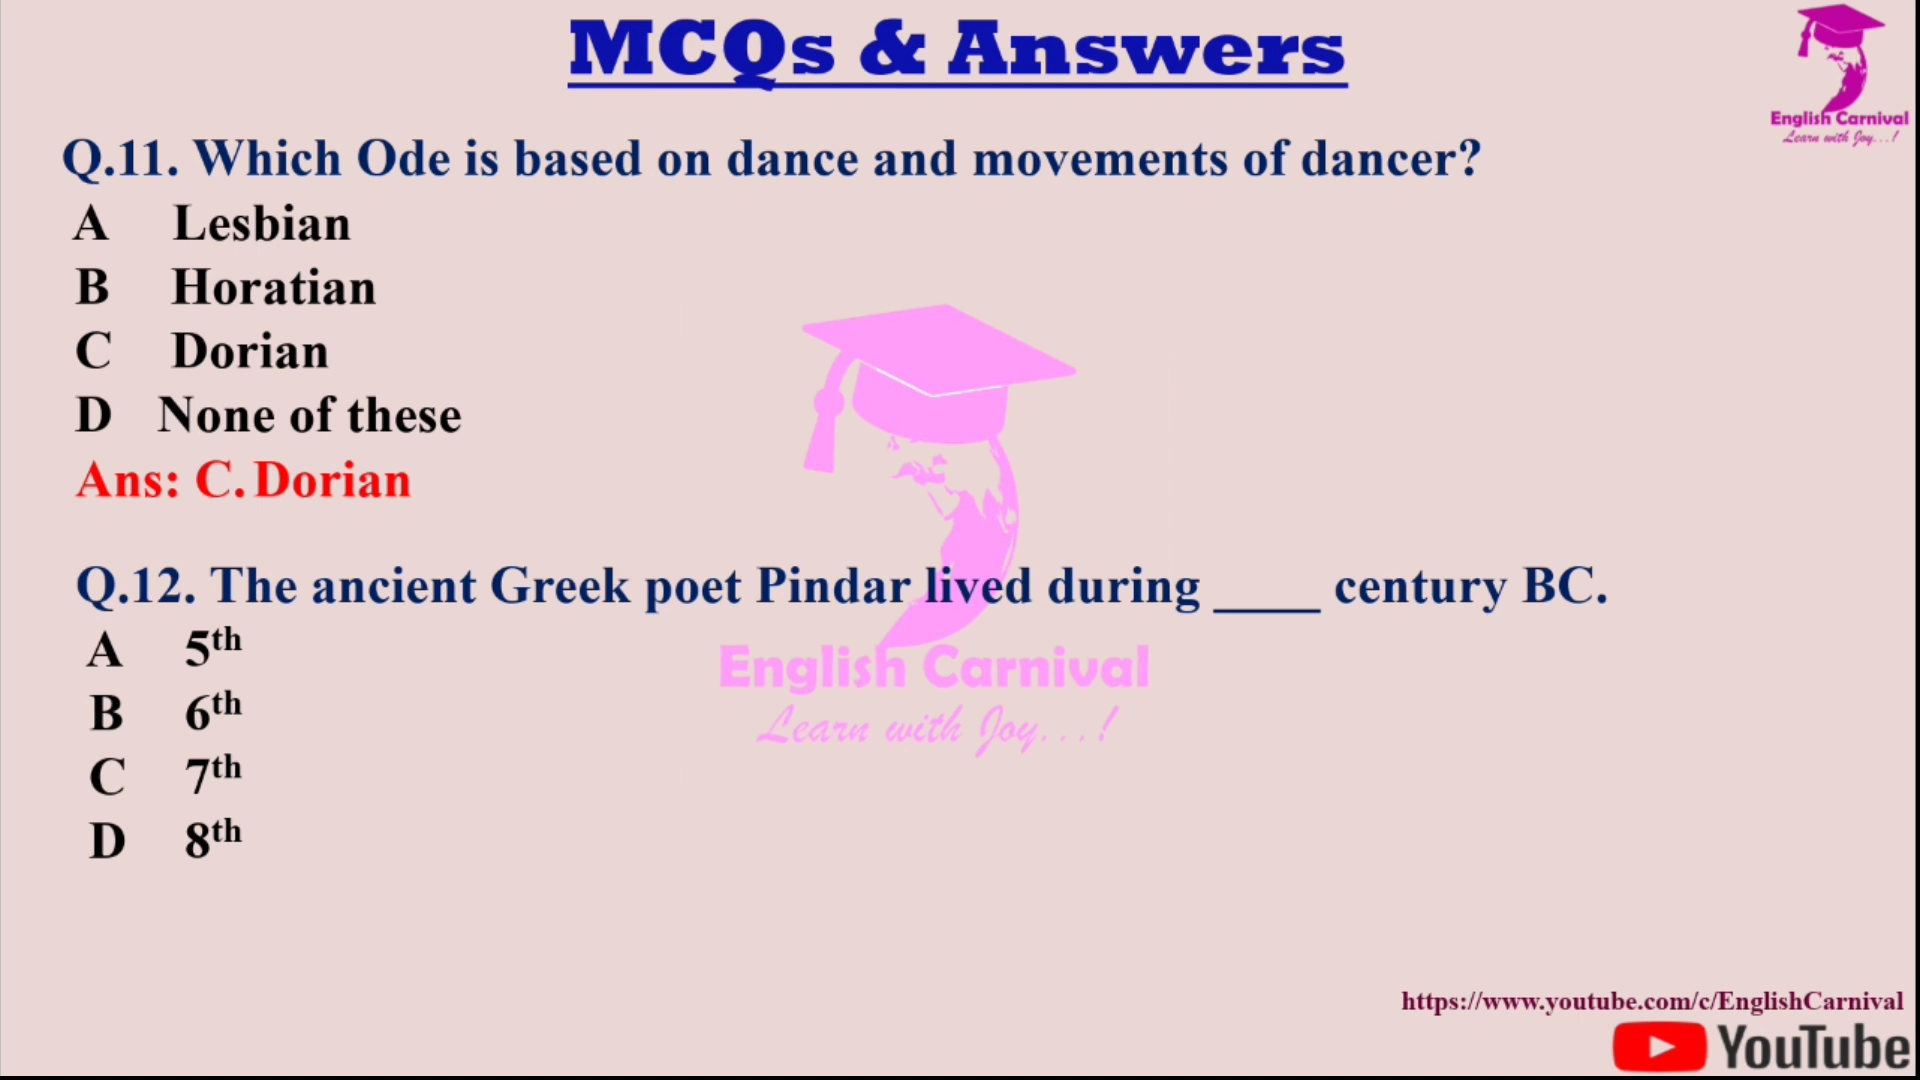 MCQs & Answers
English Carnival
Learn with Joy...!
Q.11. Which Ode is based on dance and movements of dancer?
A Lesbian
B Horatian
C Dorian
D None of these
Ans: C. Dorian
Q.12. The ancient Greek poet Pindar lived during ____ century BC.
A 5th
B 6th
C 7th
D 8th
English Carnival
Learn with Joy...!
https://www.youtube.com/c/EnglishCarnival
YouTube